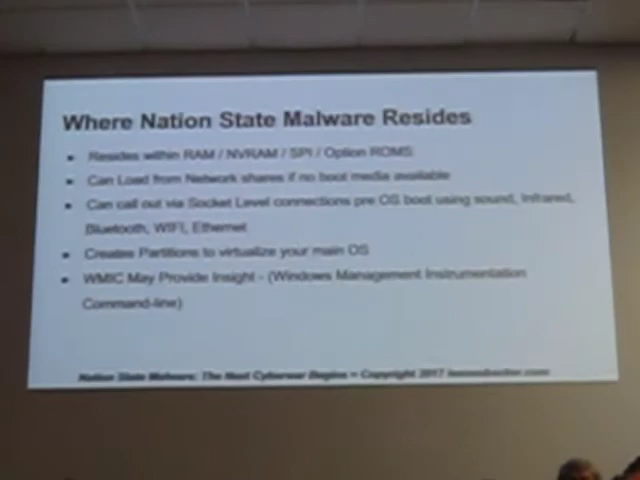 Where Nation State Malware Resides
Resides within RAM / NVRAM / SPI / Option ROMS
Can Load from Network shares if no boot media available
Can call out via Socket Level connections pre OS boot using sound, Infrared,
Bluetooth, WIFI, Ethernet
Creates Partitions to virtualize your main OS
WMIC May Provide Insight - (Windows Management Instrumentation
Command-line)
Nation State Malware: The Next Cyberwar Begins Copyright 2017